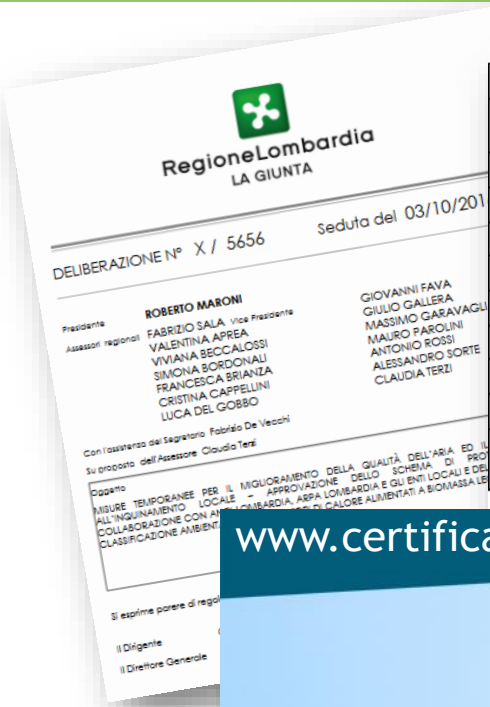 RegioneLombardia
LA GIUNTA
DELIBERAZIONE N° X / 5656 Seduta del 03/10/201
Presidente ROBERTO MARONI
Assessori regionali FABRIZIO SALA Vice Presidente GIOVANNI FAVA
VALENTINA APREA GIULIO GALLERA
VIVIANA BECCALOSSI MASSIMO GARAVAGLI
SIMONA BORDONALI MAURO PAROLINI
FRANCESCA BRIANZA ANTONIO ROSSI
CRISTINA CAPPELLINI ALESSANDRO SORTE
LUCA DEL GOBBO CLAUDIA TERZI
Con l'assistenza del Segretario Fabrizio De Vecchi
Su proposta dell'Assessore Claudia Terzi
Oggetto
MISURE TEMPORANEE PER IL MIGLIORAMENTO DELLA QUALITÀ DELL'ARIA ED IL
ALL'INQUINAMENTO LOCALE – APPROVAZIONE DELLO SCHEMA DI PRO
COLLABORAZIONE CON ANCI LOMBARDIA, ARPA LOMBARDIA E GLI ENTI LOCALI E DEL
CLASSIFICAZIONE AMBIENT DI CALORE ALIMENTATI A BIOMASSA LE
Si esprime parere di regol
Il Dirigente
Il Direttore Generale
www.certifica